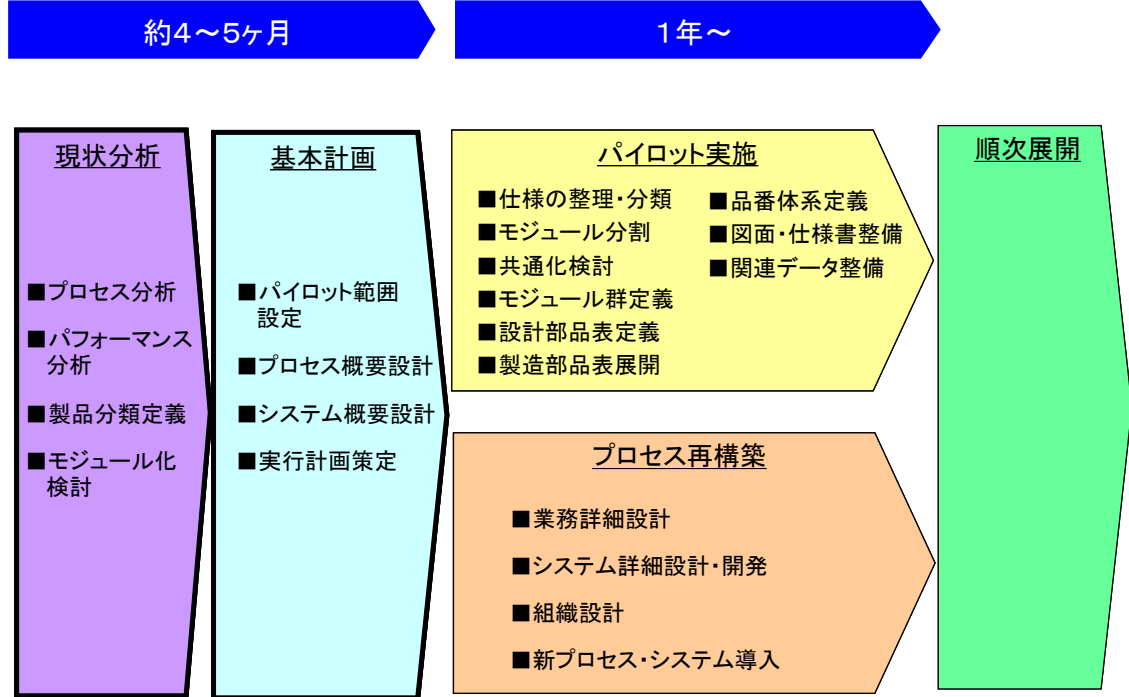 約4～5ヶ月
1年～
現状分析
■プロセス分析
■パフォーマンス
分析
■製品分類定義
■モジュール化
検討
基本計画
■パイロット範囲
設定
■プロセス概要設計
■システム概要設計
■実行計画策定
パイロット実施
■仕様の整理・分類
■モジュール分割
■共通化検討
■モジュール群定義
■設計部品表定義
■製造部品表展開
■品番体系定義
■図面・仕様書整備
■関連データ整備
プロセス再構築
■業務詳細設計
■システム詳細設計・開発
■組織設計
■新プロセス・システム導入
順次展開